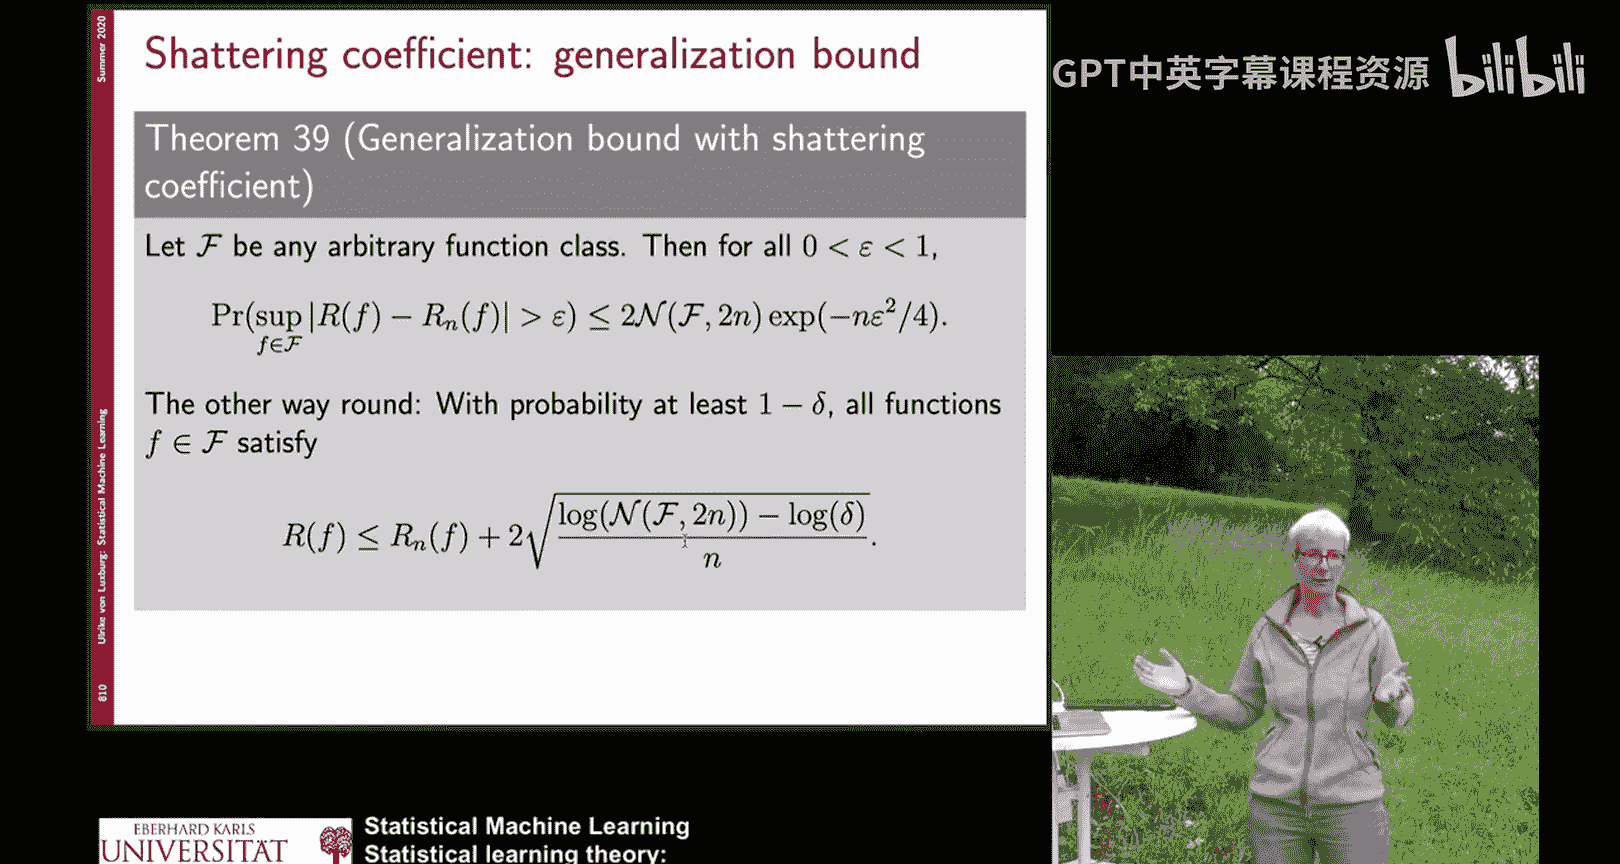 Summer 2020
Shattering coefficient: generalization bound
Theorem 39 (Generalization bound with shattering
coefficient)
Let 𝓕 be any arbitrary function class. Then for all 0 < ε < 1,
Pr(sup_{f∈𝓕} |R(f) − R_n(f)| > ε) ≤ 2𝒩(𝓕, 2n) exp(−nε²/4).
The other way round: With probability at least 1 − δ, all functions
f ∈ 𝓕 satisfy
R(f) ≤ R_n(f) + 2√((log(𝒩(𝓕, 2n)) − log(δ))/n).
Ulrike von Luxburg: Statistical Machine Learning
810
GPT中英字幕课程资源 bilibili
EBERHARD KARLS
UNIVERSITÄT
Statistical Machine Learning
Statistical learning theory: